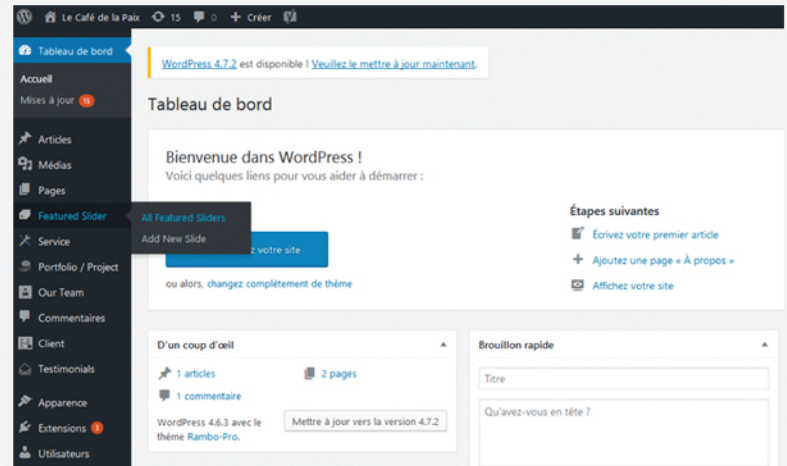 Le Café de la Paix 15 0 + Créer
Tableau de bord
Accueil
Mises à jour 15
Articles
Médias
Pages
Featured Slider
Service
Portfolio / Project
Our Team
Commentaires
Client
Testimonials
Apparence
Extensions 3
Utilisateurs
All Featured Sliders
Add New Slide
WordPress 4.7.2 est disponible ! Veuillez le mettre à jour maintenant.
Tableau de bord
Bienvenue dans WordPress !
Voici quelques liens pour vous aider à démarrer :
votre site
ou alors, changez complètement de thème
Étapes suivantes
Écrivez votre premier article
Ajoutez une page « À propos »
Affichez votre site
D'un coup d'œil
1 articles
2 pages
1 commentaire
WordPress 4.6.3 avec le
thème Rambo-Pro.
Mettre à jour vers la version 4.7.2
Brouillon rapide
Titre
Qu'avez-vous en tête ?